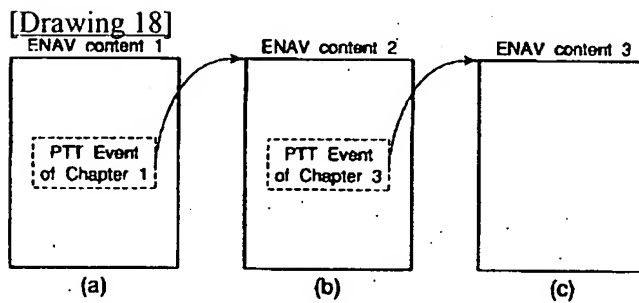 [Drawing 18]
ENAV content 1 ENAV content 2 ENAV content 3
PTT Event PTT Event
of Chapter 1 of Chapter 3
(a) (b) (c)